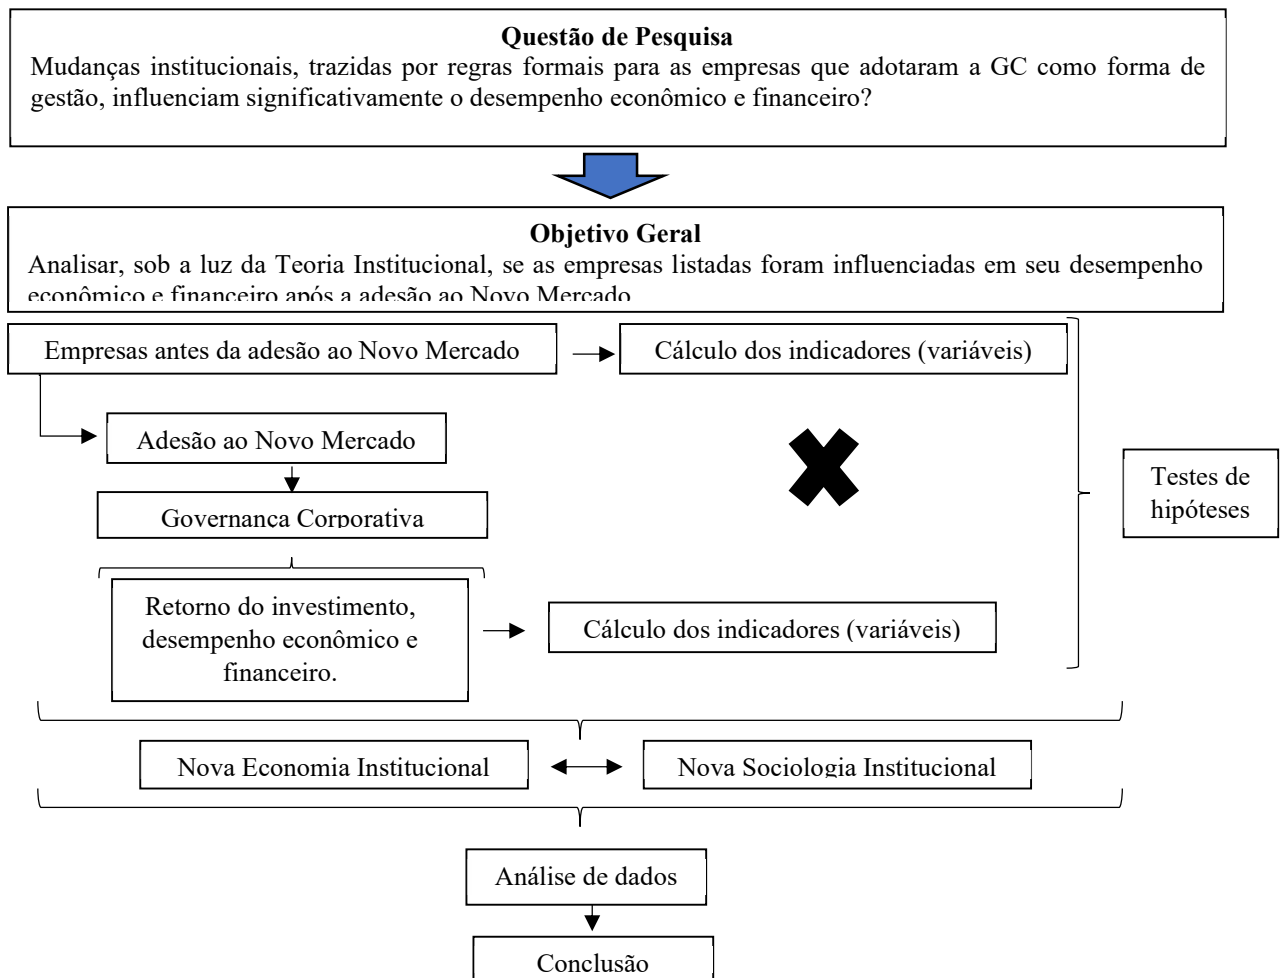 Questão de Pesquisa
Mudanças institucionais, trazidas por regras formais para as empresas que adotaram a GC como forma de
gestão, influenciam significativamente o desempenho econômico e financeiro?
Objetivo Geral
Analisar, sob a luz da Teoria Institucional, se as empresas listadas foram influenciadas em seu desempenho
econômico e financeiro após a adesão ao Novo Mercado
Empresas antes da adesão ao Novo Mercado
Cálculo dos indicadores (variáveis)
Adesão ao Novo Mercado
Governança Corporativa
Testes de
hipóteses
Retorno do investimento,
desempenho econômico e
financeiro.
Cálculo dos indicadores (variáveis)
Nova Economia Institucional
Nova Sociologia Institucional
Análise de dados
Conclusão